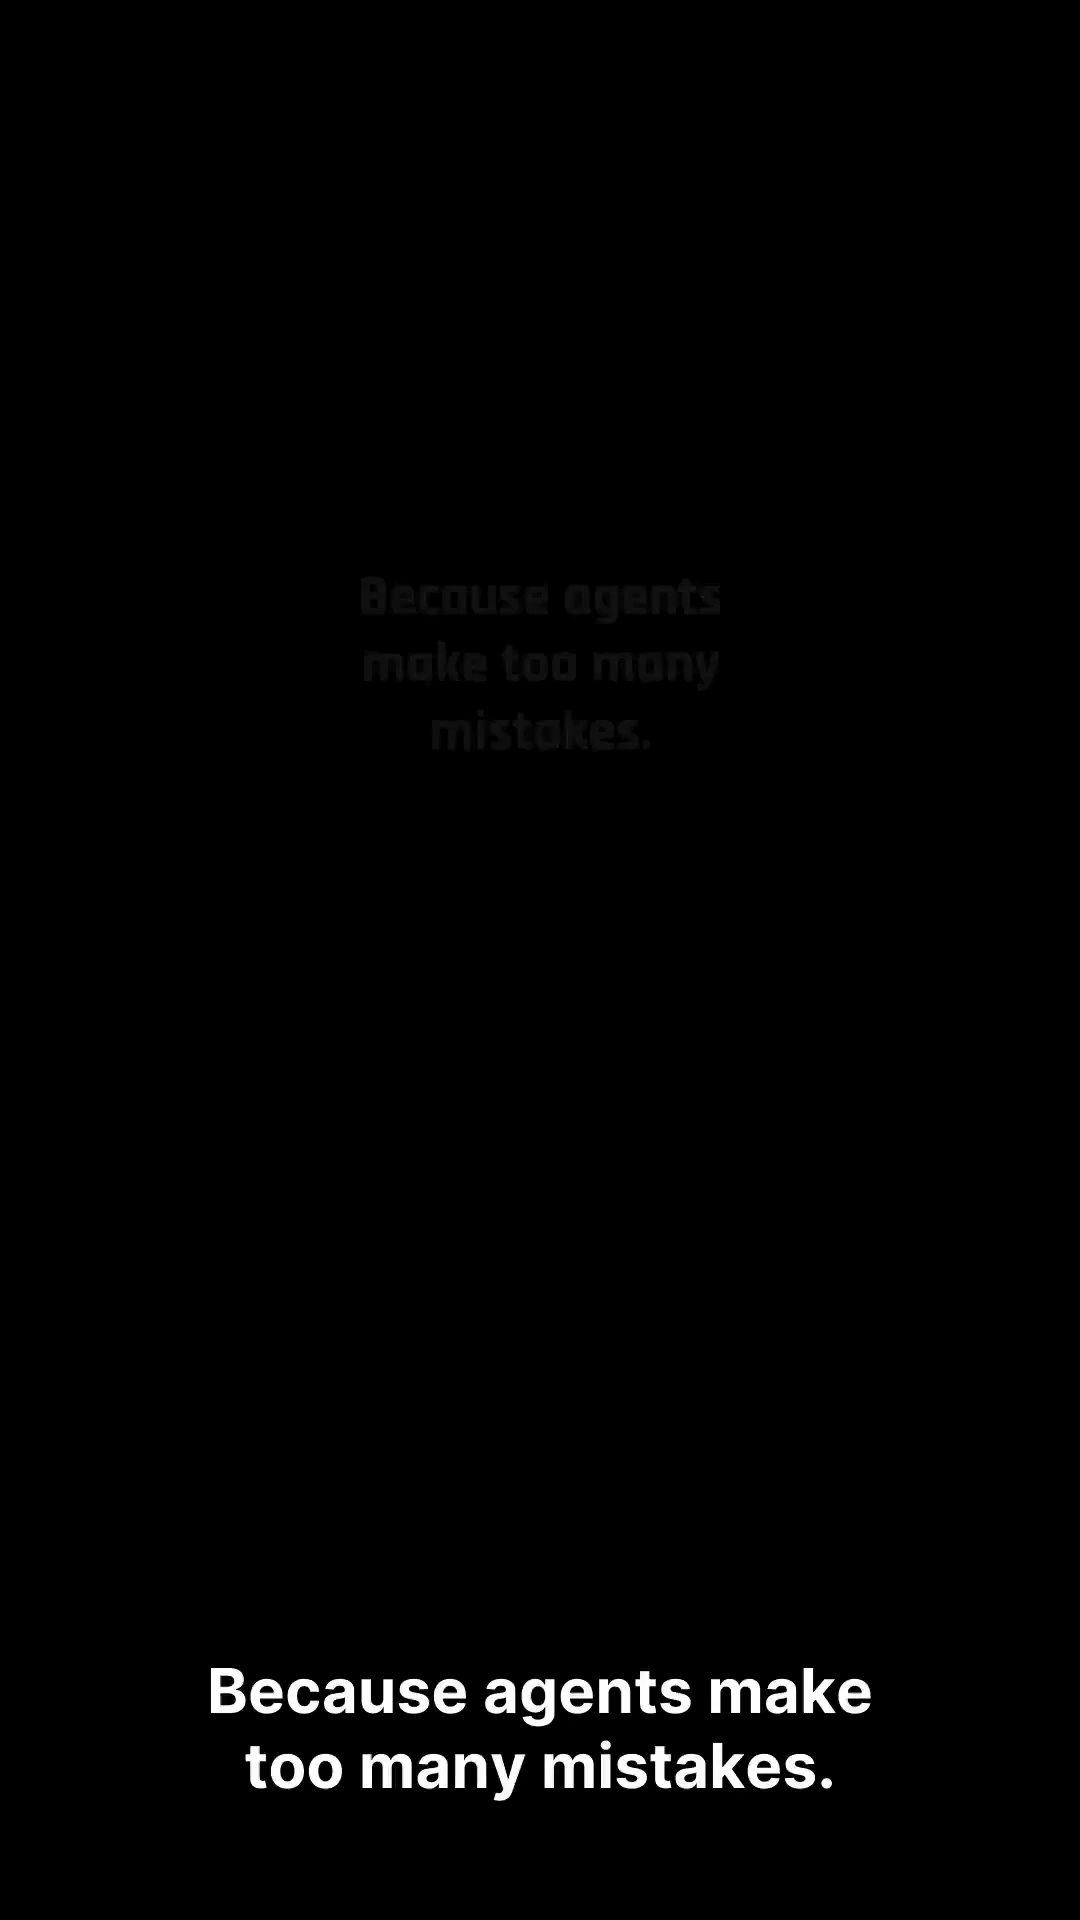 Because agents
make too many
mistakes.
Because agents make
too many mistakes.